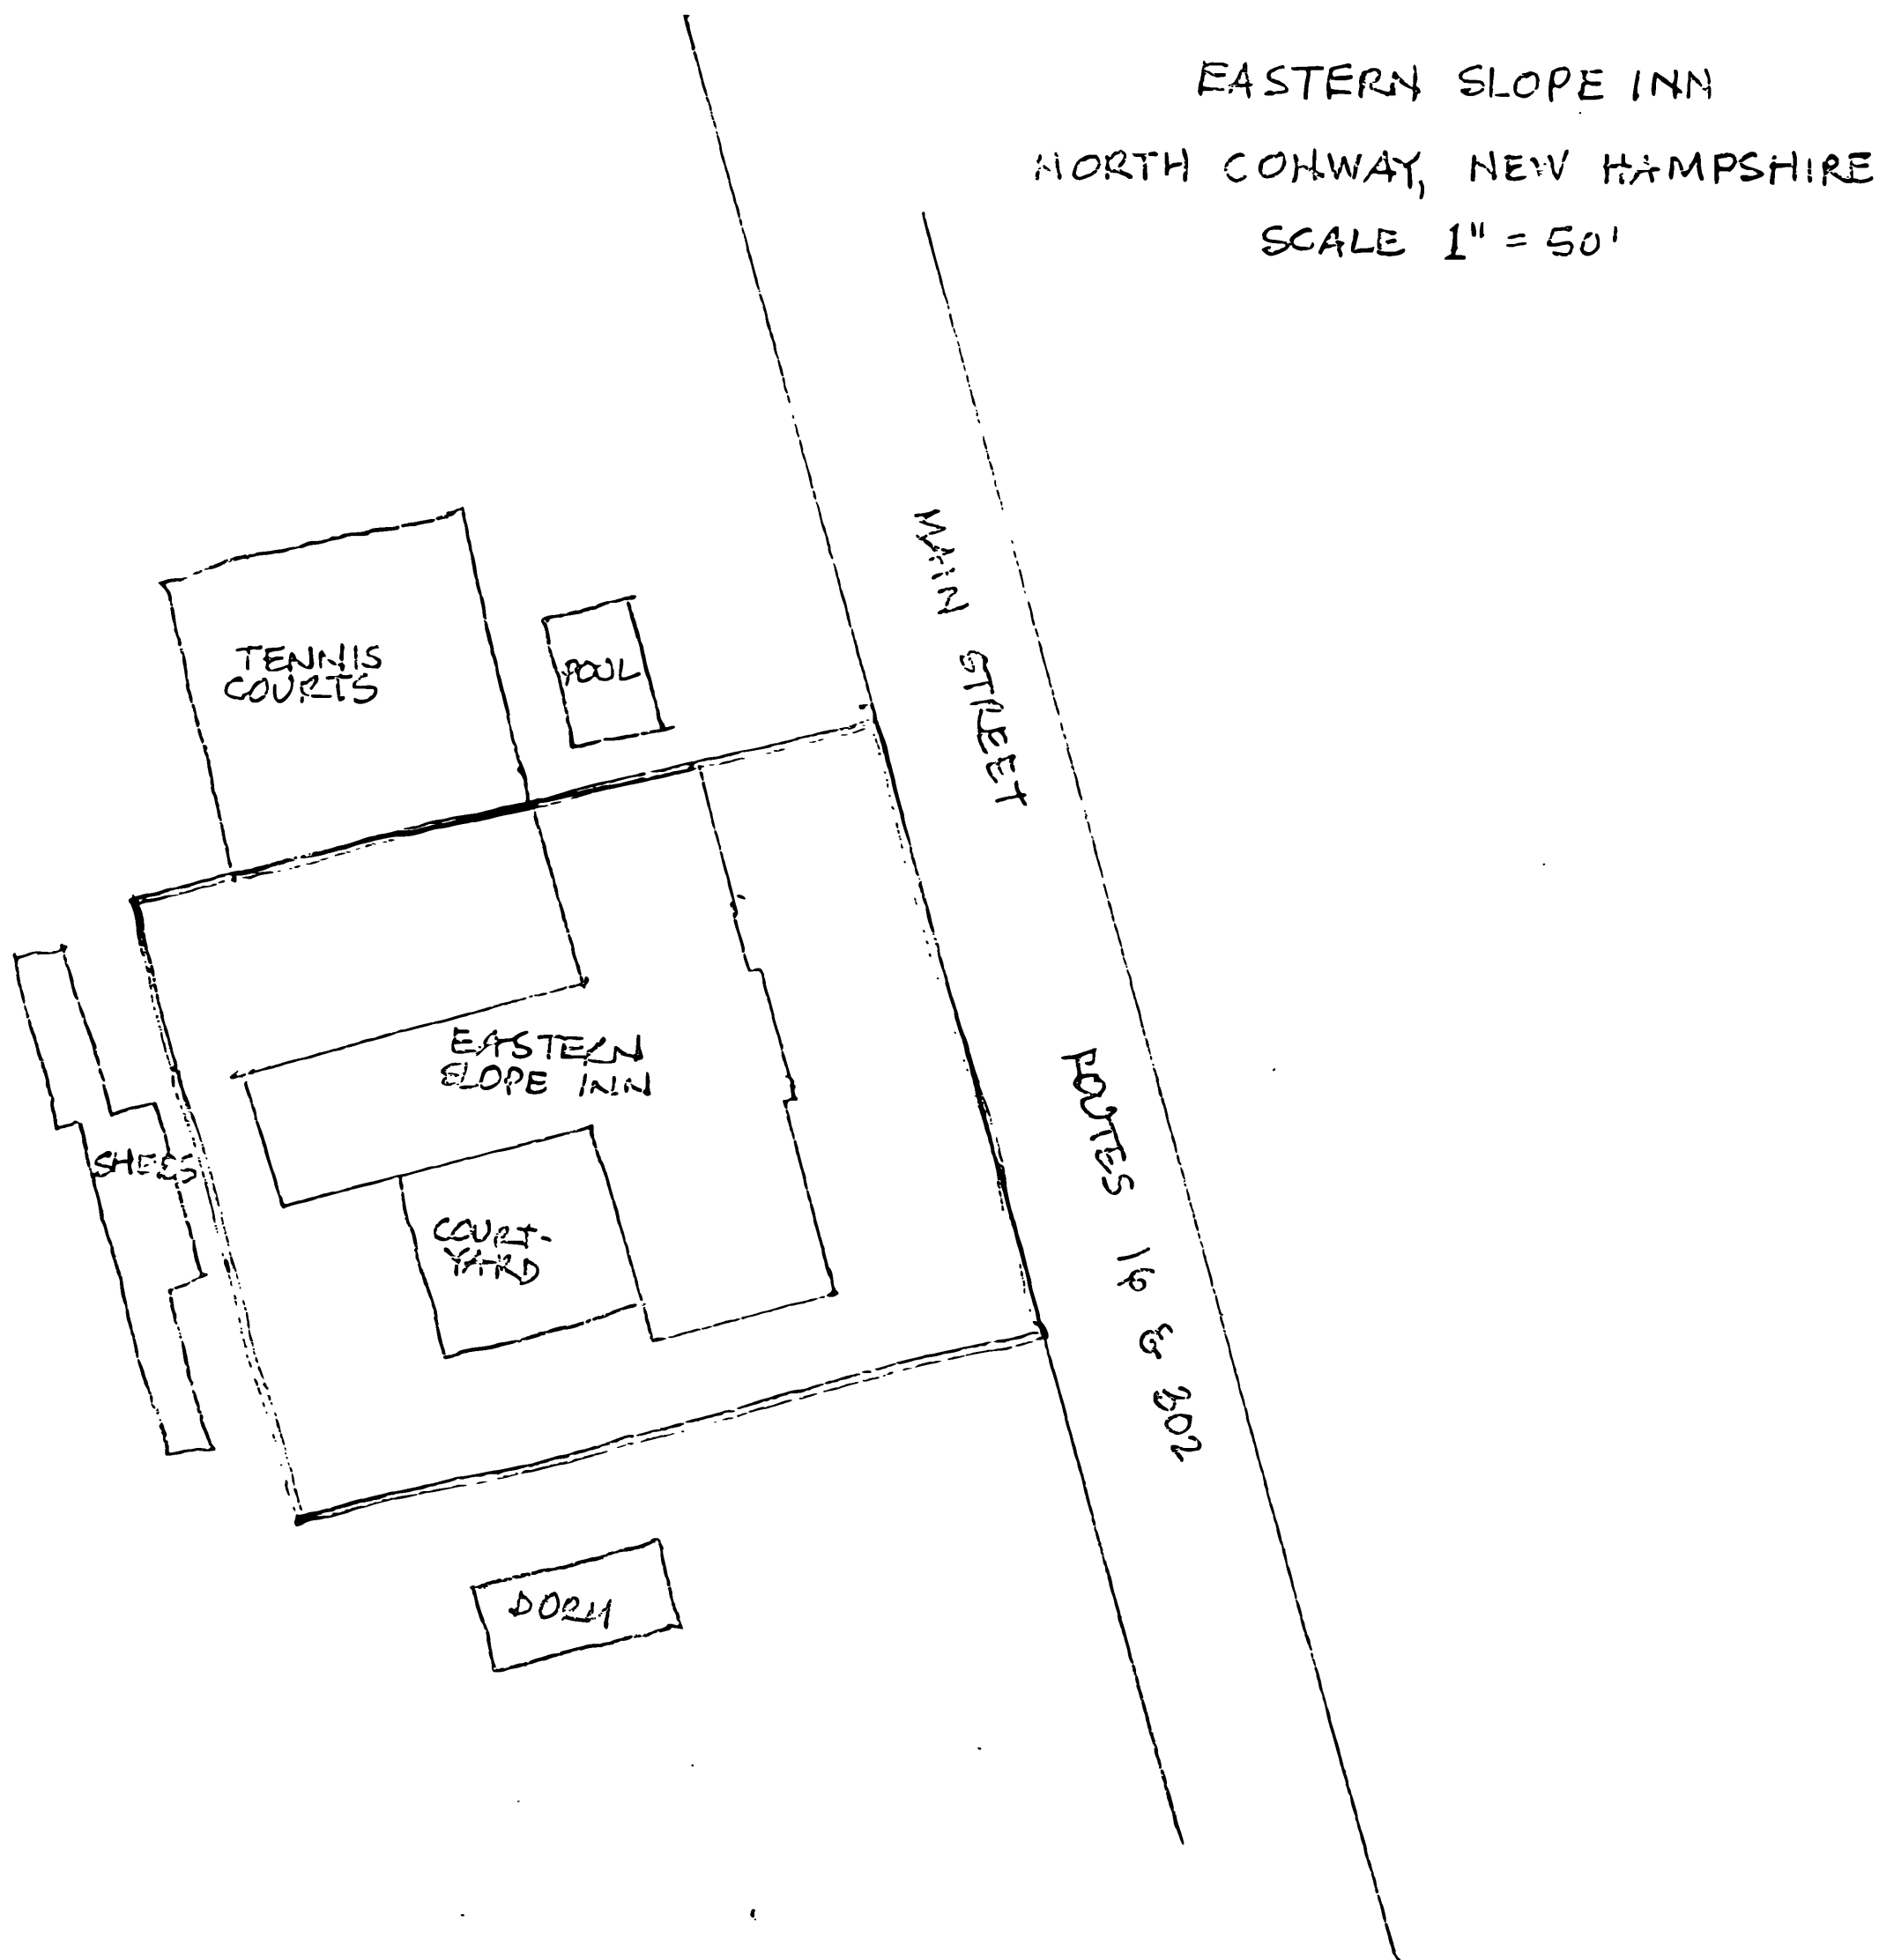 EASTERN SLOPE INN
NORTH CONWAY, NEW HAMPSHIRE
SCALE 1" = 50'
MAIN STREET
TENNIS
COURTS
POOL
EASTERN
SLOPE INN
ROUTES 16 & 302
SHEDS
COURT-
YARD
DORM